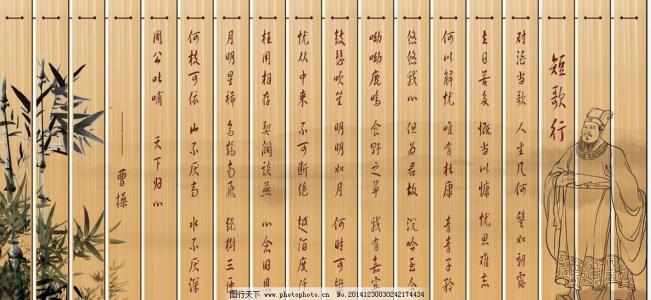 短歌行
对酒当歌 人生几何 譬如朝露
去日苦多 慨当以慷 忧思难忘
何以解忧 唯有杜康 青青子衿
悠悠我心 但为君故 沉吟至今
呦呦鹿鸣 食野之苹 我有嘉宾
鼓瑟吹笙 明明如月 何时可掇
忧从中来 不可断绝 越陌度阡
枉用相存 契阔谈燕 心念旧恩
月明星稀 乌鹊南飞 绕树三匝
何枝可依 山不厌高 水不厌深
周公吐哺 天下归心
——曹操
图行天下 www.photophoto.cn No.20141230030242174434